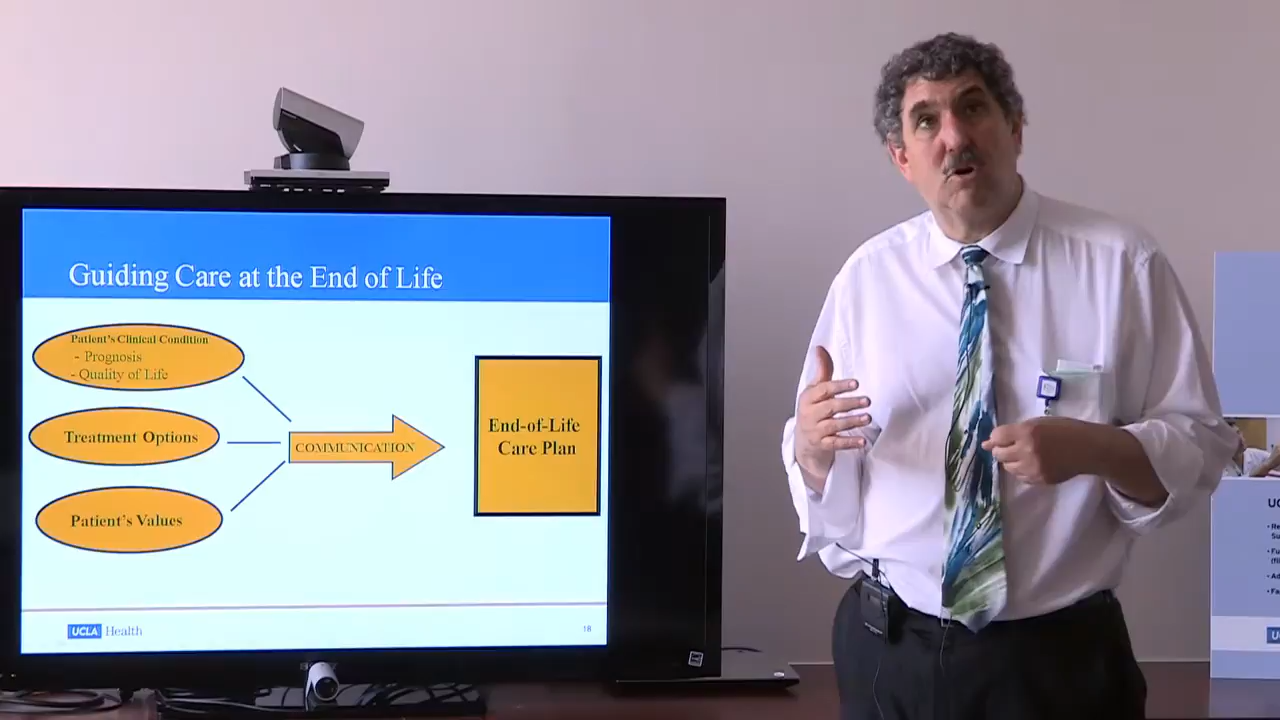 Guiding Care at the End of Life
Patient's Clinical Condition
- Prognosis
- Quality of Life
Treatment Options
Patient's Values
COMMUNICATION
End-of-Life
Care Plan
UCLA Health
18